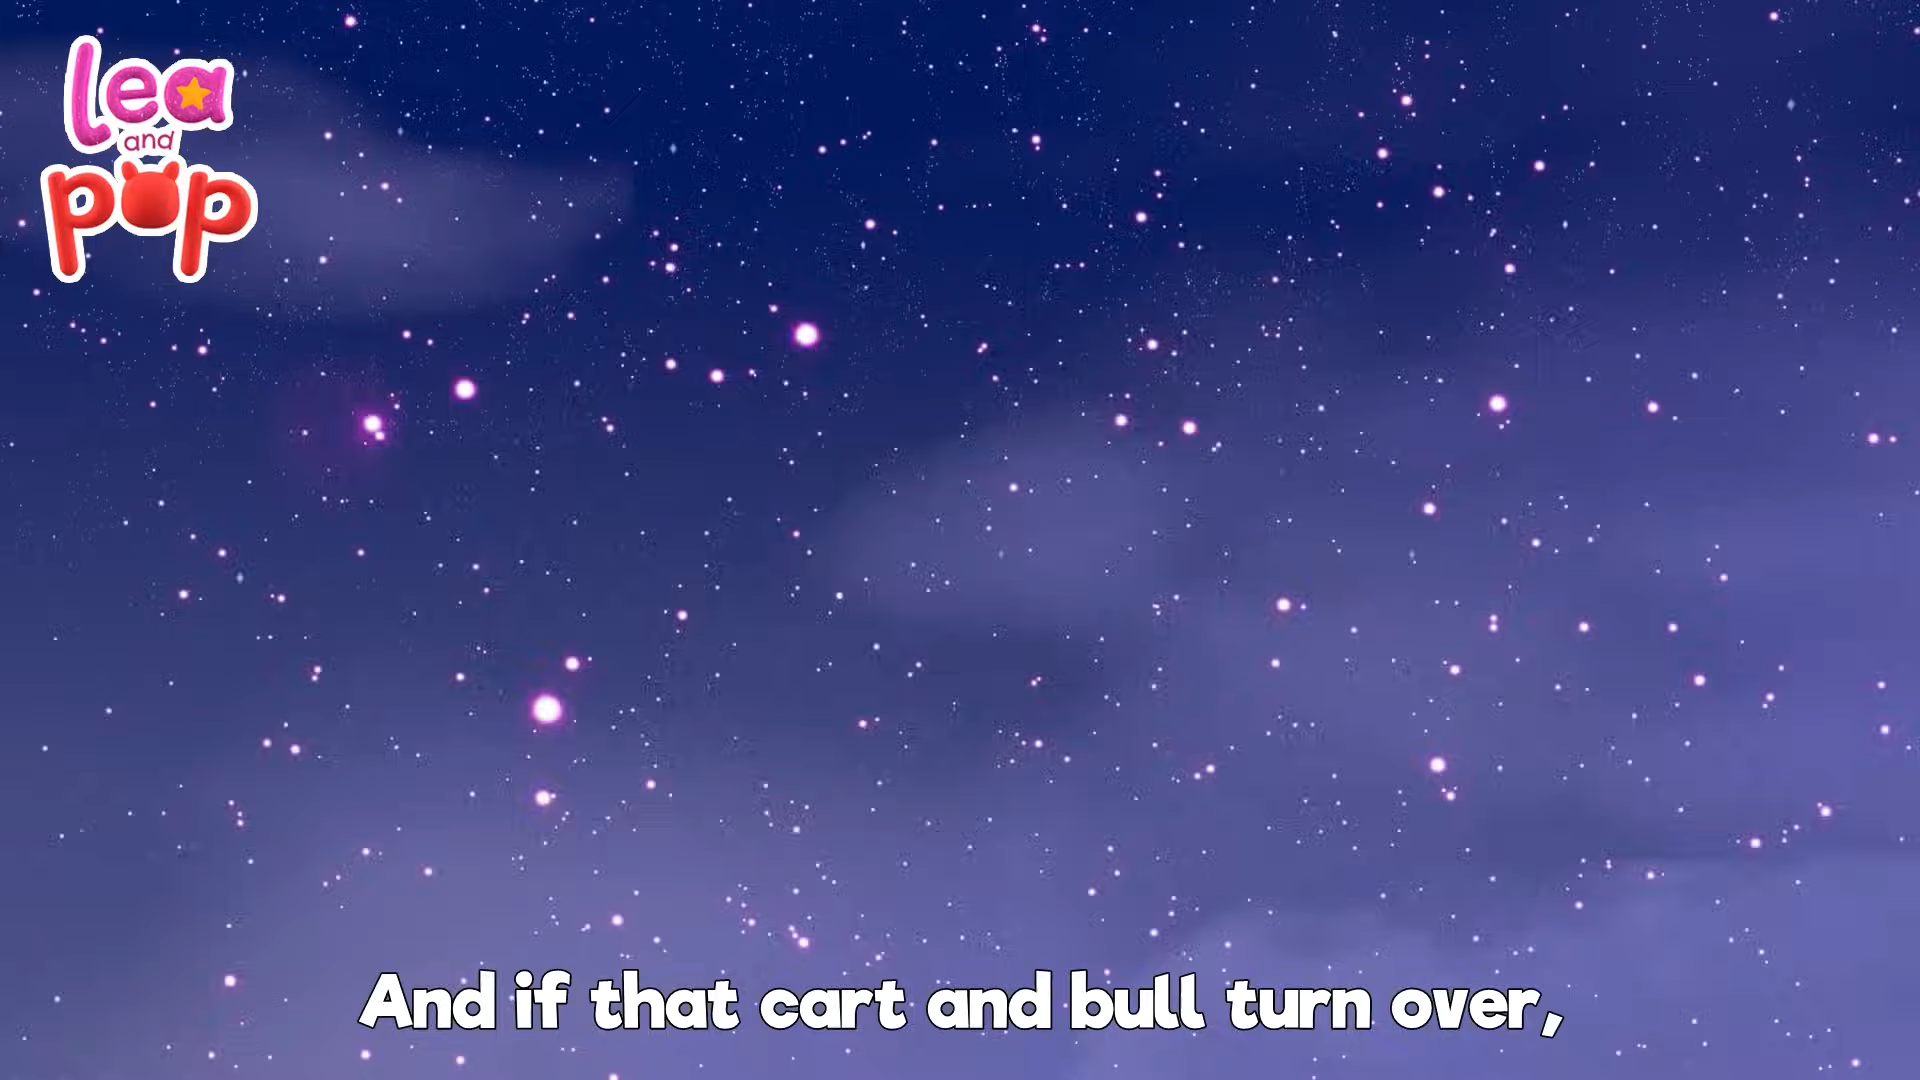 lea
and
pop
And if that cart and bull turn over,